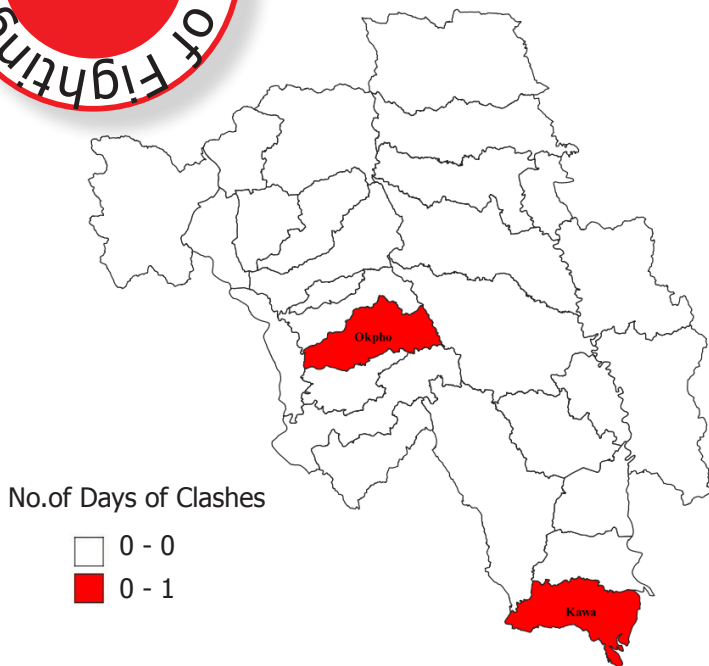 of Fighting
Okpho
No.of Days of Clashes
0 - 0
0 - 1
Kawa